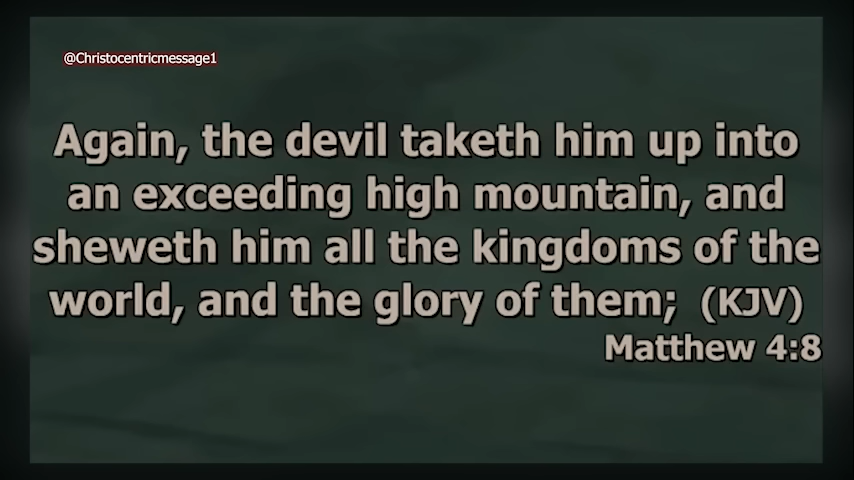 @Christocentricmessage1
Again, the devil taketh him up into
an exceeding high mountain, and
sheweth him all the kingdoms of the
world, and the glory of them; (KJV)
Matthew 4:8